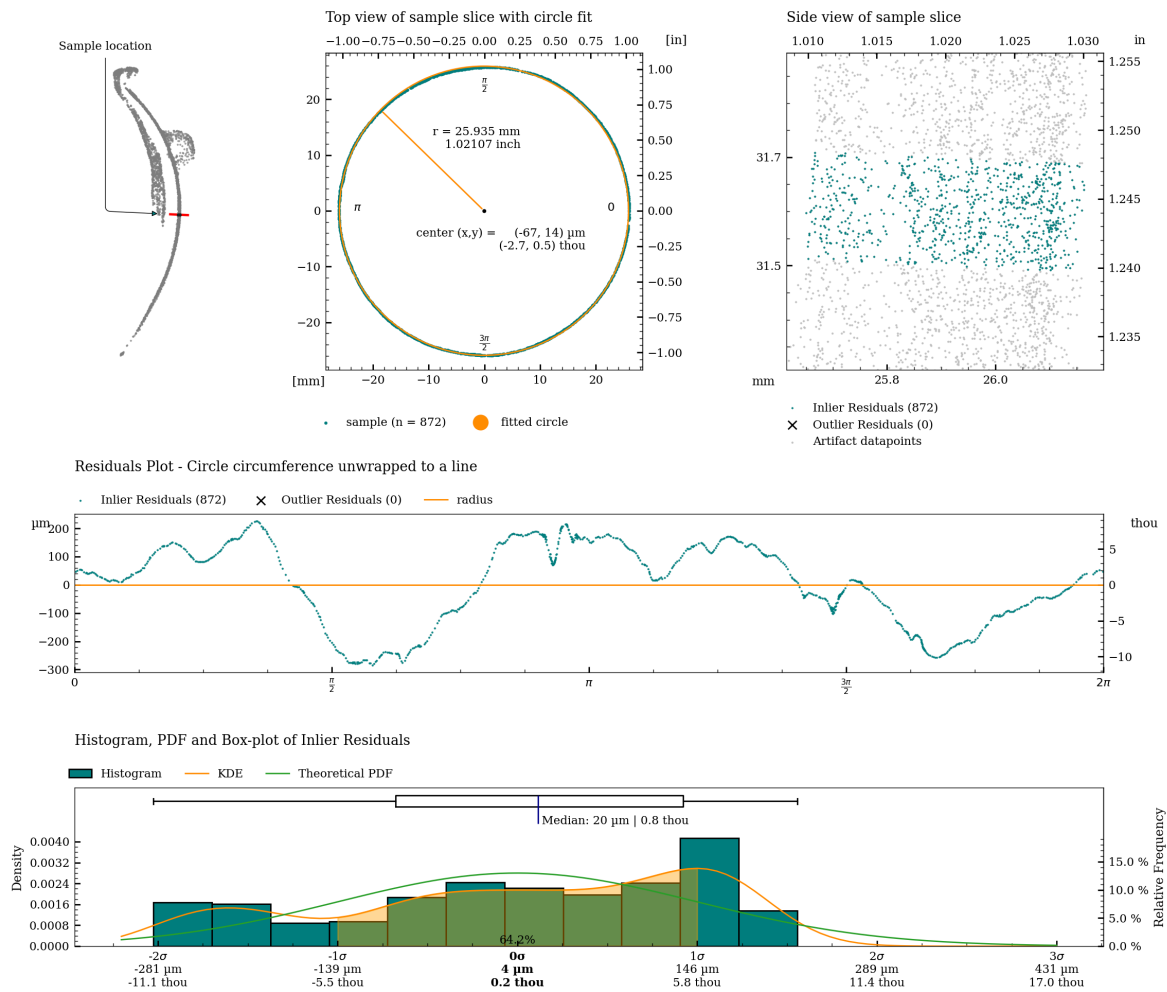 Sample location
Top view of sample slice with circle fit
−1.00 −0.75 −0.50 −0.25 0.00 0.25 0.50 0.75 1.00 [in]
20
10
0
−10
−20
1.00
0.75
0.50
0.25
0.00
−0.25
−0.50
−0.75
−1.00
π/2
r = 25.935 mm
1.02107 inch
π
0
center (x,y) = (-67, 14) µm
(-2.7, 0.5) thou
3π/2
[mm] −20 −10 0 10 20
sample (n = 872) fitted circle
Side view of sample slice
1.010 1.015 1.020 1.025 1.030 in
31.7
31.5
1.255
1.250
1.245
1.240
1.235
mm 25.8 26.0
Inlier Residuals (872)
Outlier Residuals (0)
Artifact datapoints
Residuals Plot - Circle circumference unwrapped to a line
Inlier Residuals (872) Outlier Residuals (0) radius
µm thou
200
100
0
−100
−200
−300
5
0
−5
−10
0 π/2 π 3π/2 2π
Histogram, PDF and Box-plot of Inlier Residuals
Histogram KDE Theoretical PDF
Median: 20 µm | 0.8 thou
Density
0.0040
0.0032
0.0024
0.0016
0.0008
0.0000
Relative Frequency
15.0 %
10.0 %
5.0 %
0.0 %
64.2%
-2σ -1σ 0σ 1σ 2σ 3σ
-281 µm -139 µm 4 µm 146 µm 289 µm 431 µm
-11.1 thou -5.5 thou 0.2 thou 5.8 thou 11.4 thou 17.0 thou